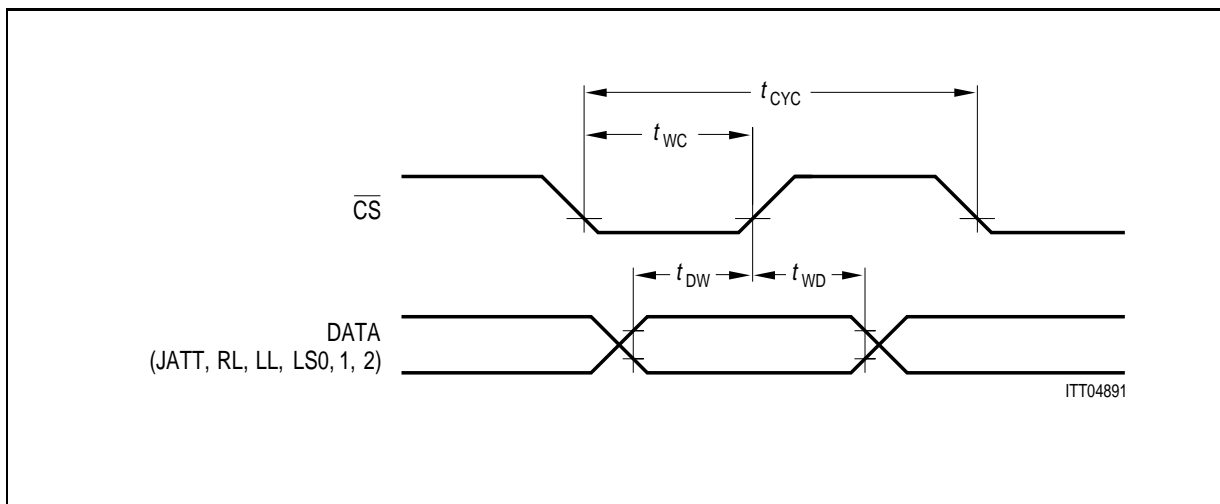 t CYC
t WC
CS
t DW
t WD
DATA
(JATT, RL, LL, LS0, 1, 2)
ITT04891